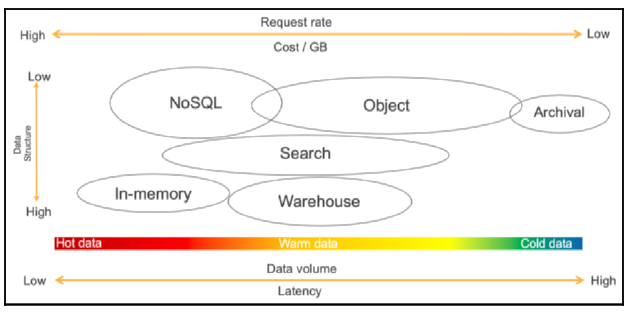 Request rate
High
Low
Cost / GB
Low
NoSQL
Object
Archival
Data
Structure
Search
In-memory
Warehouse
High
Hot data
Warm data
Cold data
Data volume
Low
High
Latency